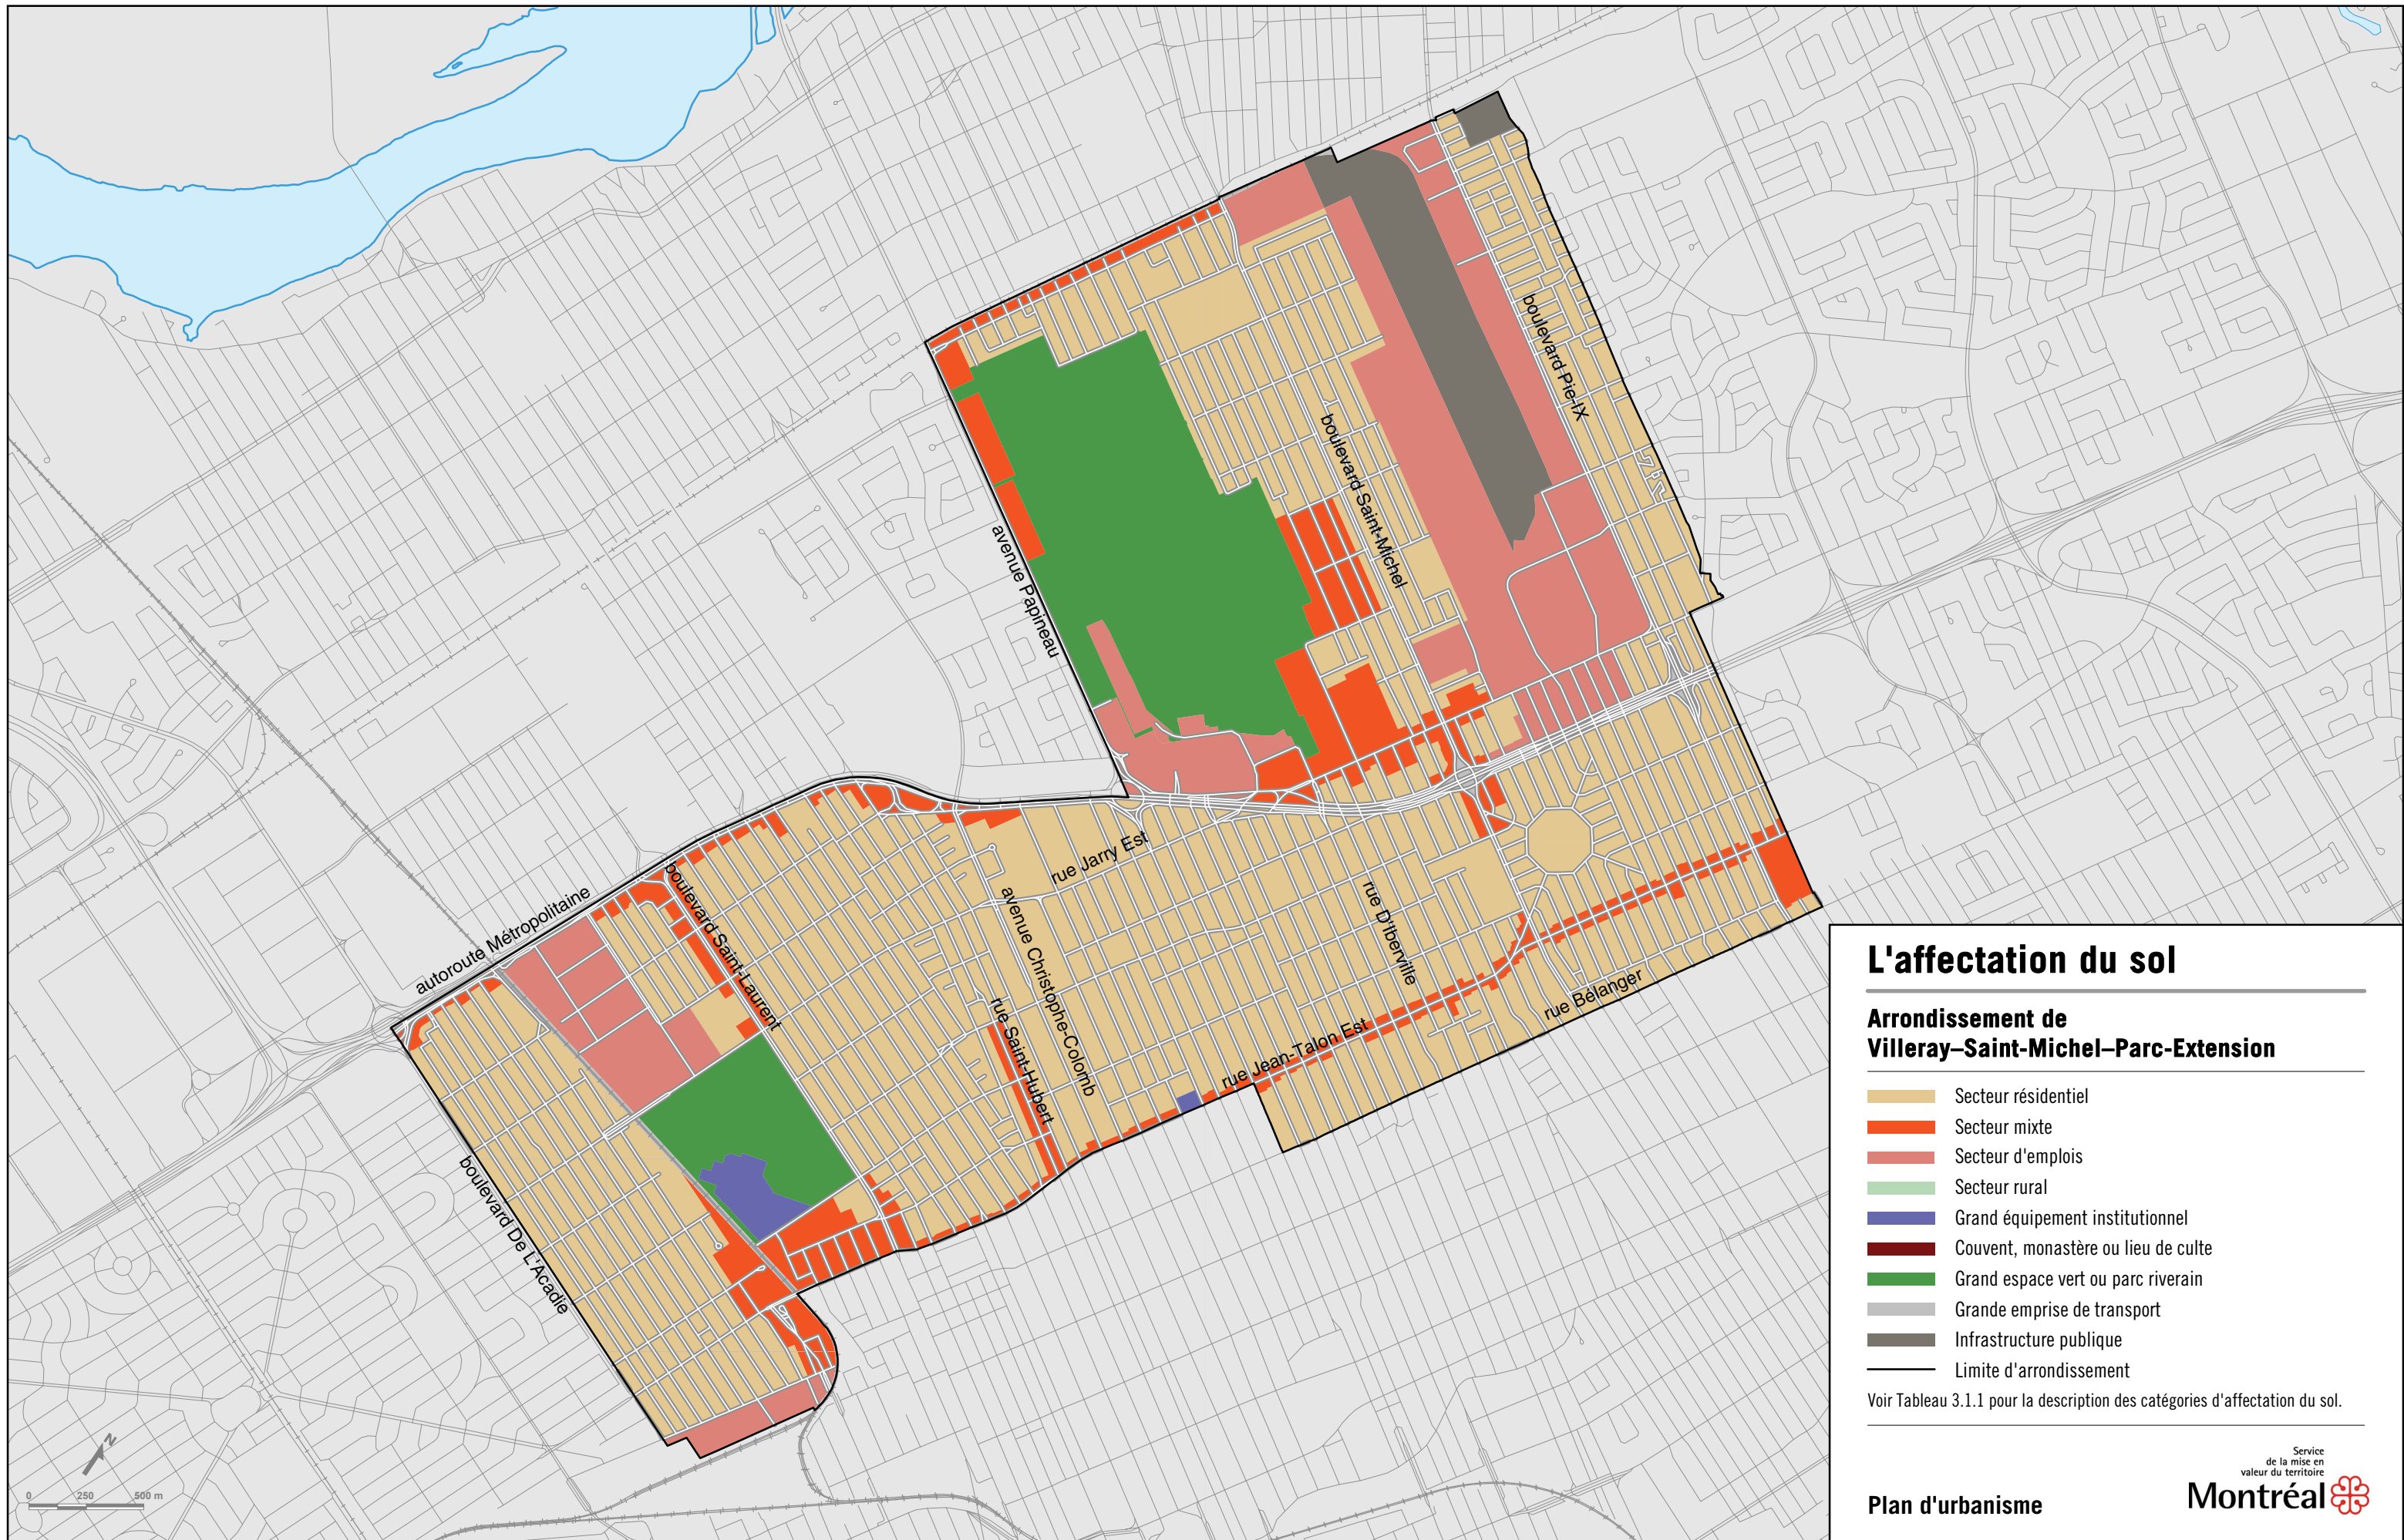 boulevard Pie-IX
boulevard Saint-Michel
avenue Papineau
rue Jarry Est
autoroute Métropolitaine
boulevard Saint-Laurent
avenue Christophe-Colomb
rue D'Iberville
rue Saint-Hubert
rue Jean-Talon Est
rue Bélanger
boulevard De L'Acadie
N
0 250 500 m
L'affectation du sol
Arrondissement de
Villeray–Saint-Michel–Parc-Extension
Secteur résidentiel
Secteur mixte
Secteur d'emplois
Secteur rural
Grand équipement institutionnel
Couvent, monastère ou lieu de culte
Grand espace vert ou parc riverain
Grande emprise de transport
Infrastructure publique
Limite d'arrondissement
Voir Tableau 3.1.1 pour la description des catégories d'affectation du sol.
Plan d'urbanisme
Service
de la mise en
valeur du territoire
Montréal